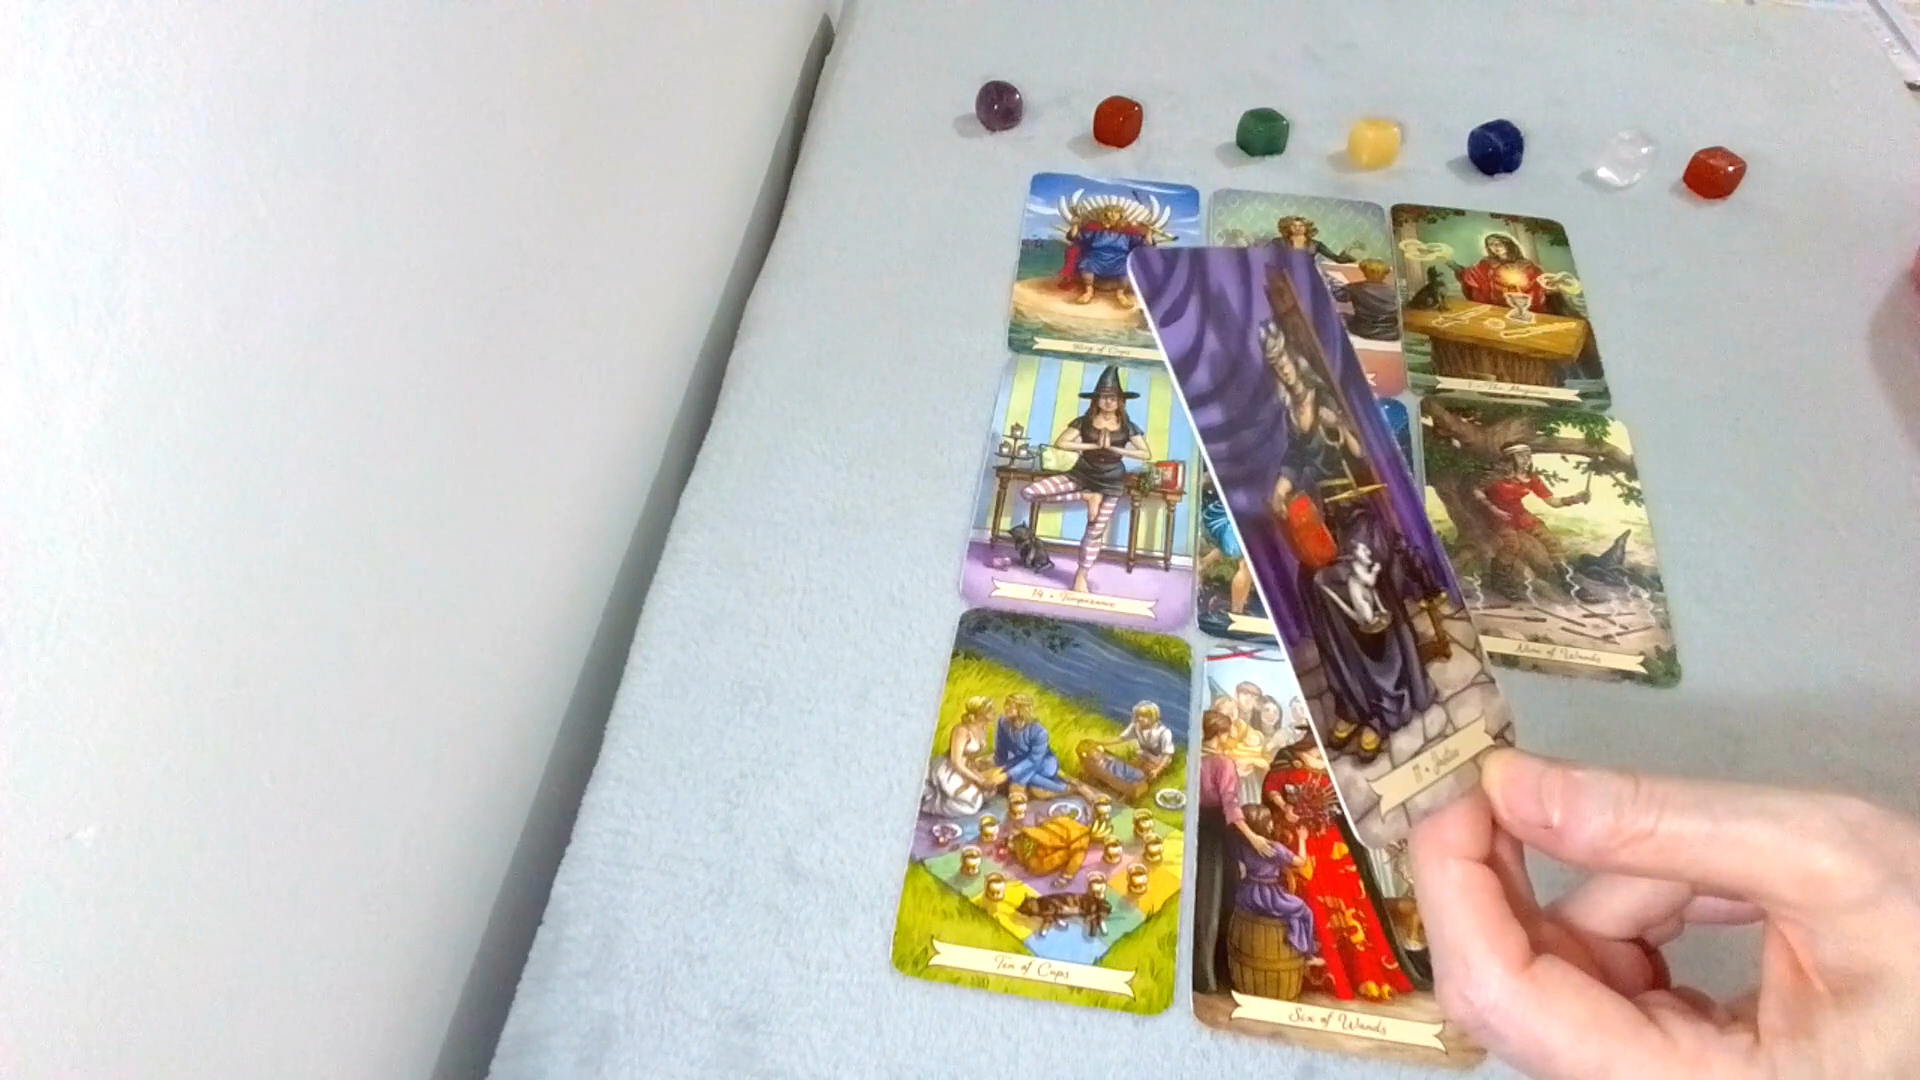 King of Cups
1 • The Magician
14 • Temperance
Nine of Wands
11 • Justice
Ten of Cups
Six of Wands